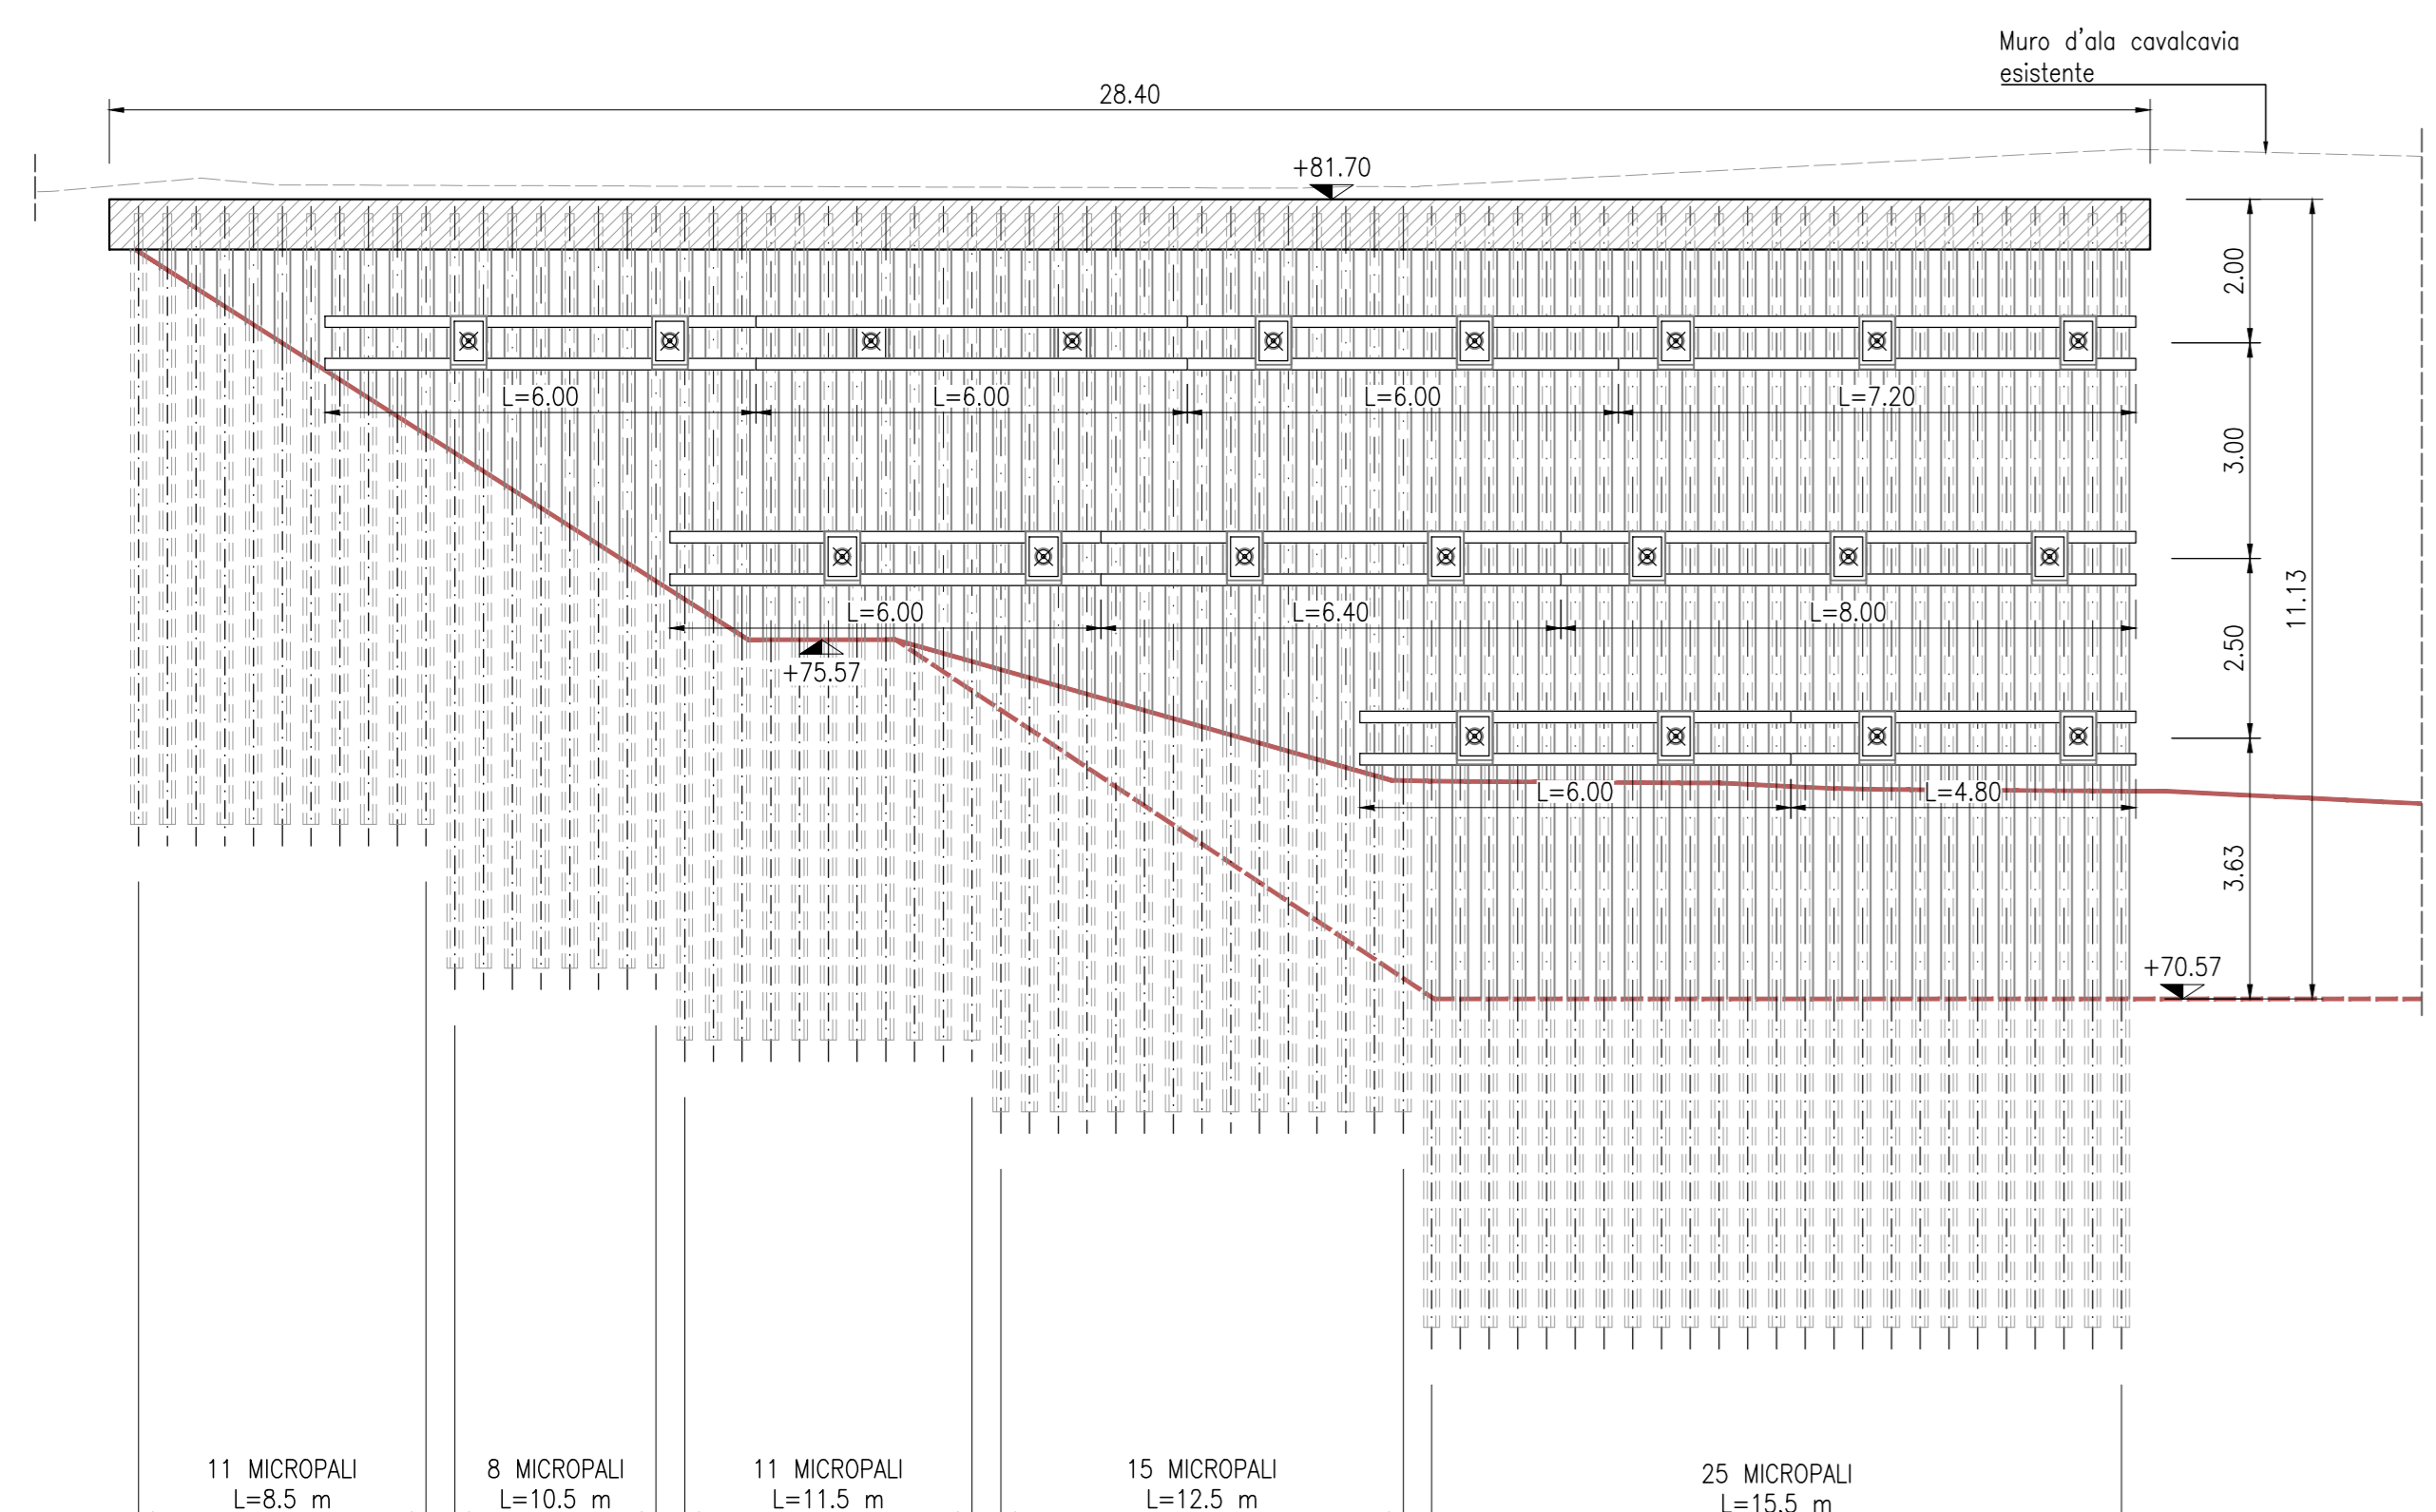 Muro d'ala cavalcavia
esistente
28.40
+81.70
2.00
L=6.00 L=6.00 L=6.00 L=7.20
3.00
L=6.00 L=6.40 L=8.00
11.13
2.50
+75.57
L=6.00 L=4.80
3.63
+70.57
11 MICROPALI
L=8.5 m
8 MICROPALI
L=10.5 m
11 MICROPALI
L=11.5 m
15 MICROPALI
L=12.5 m
25 MICROPALI
L=15.5 m